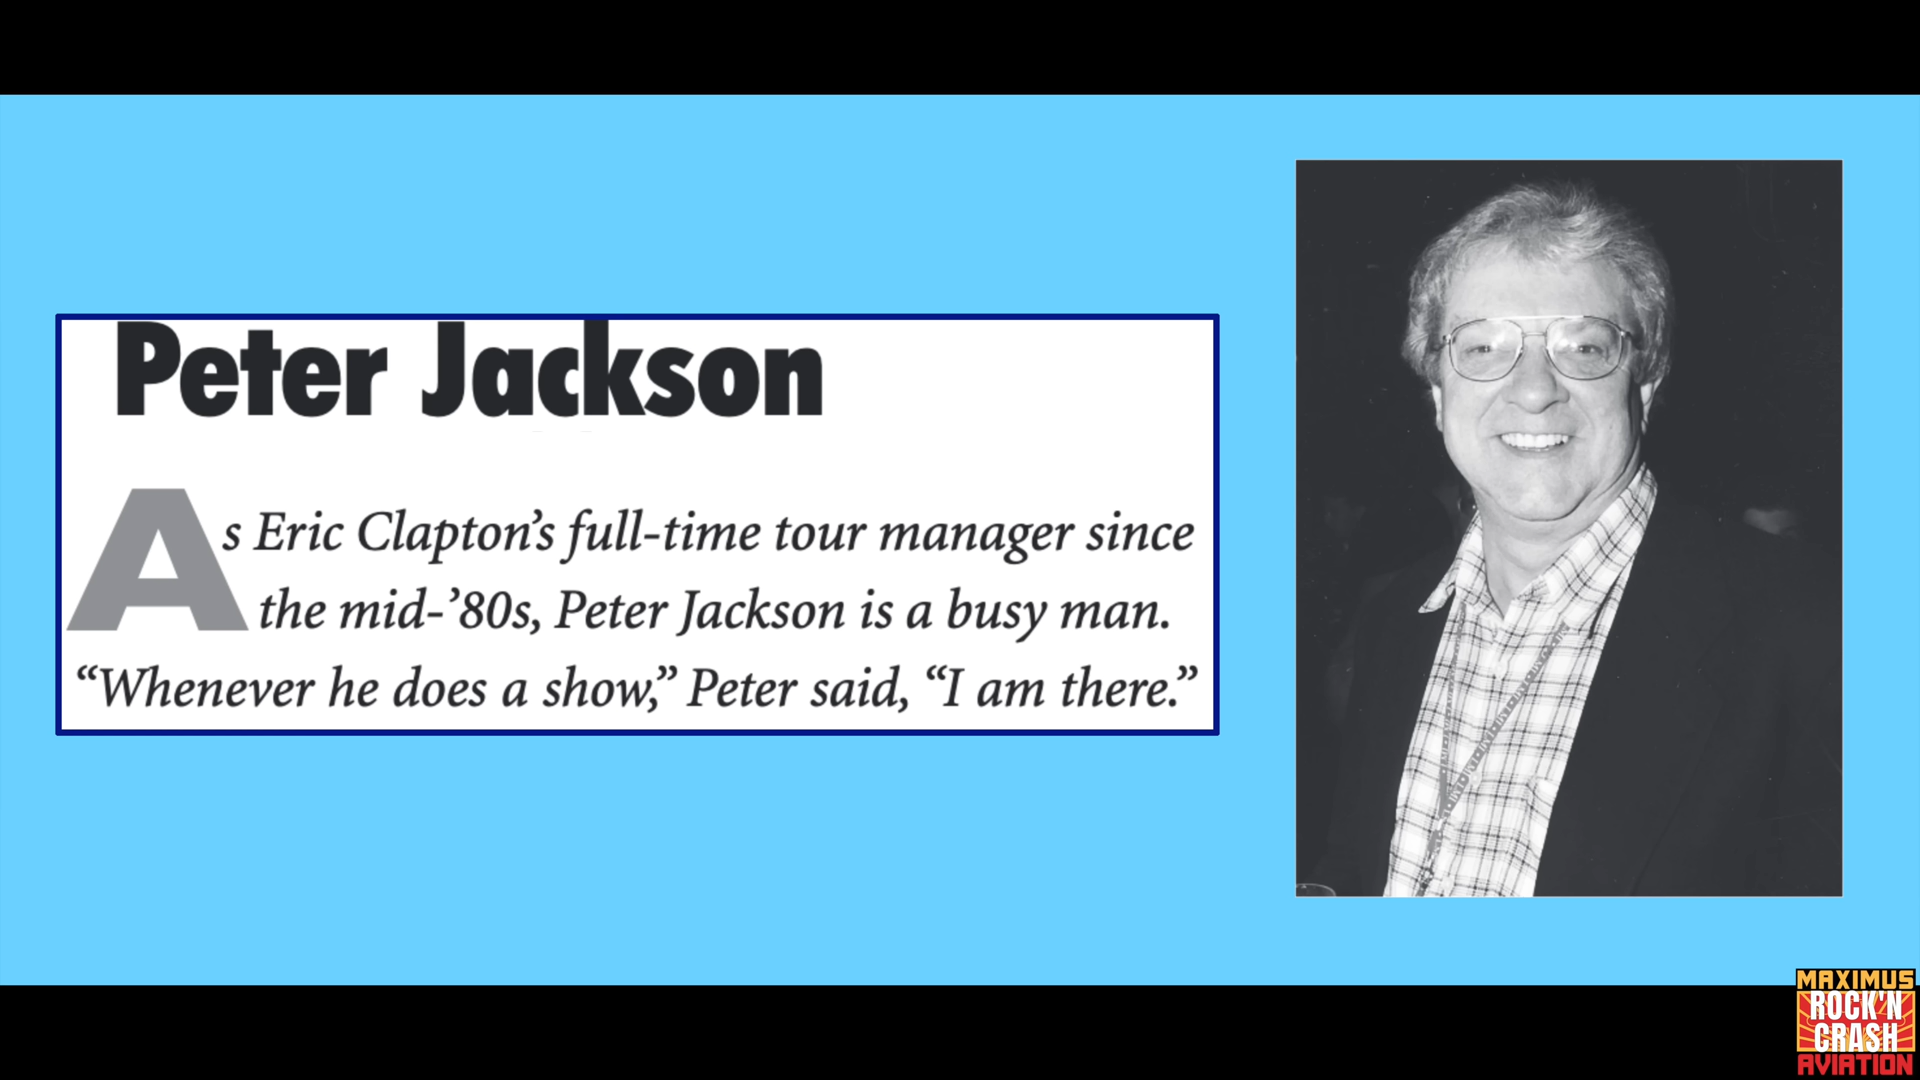 Peter Jackson
As Eric Clapton’s full-time tour manager since
the mid-’80s, Peter Jackson is a busy man.
“Whenever he does a show,” Peter said, “I am there.”
MAXIMUS
ROCK'N
CRASH
AVIATION